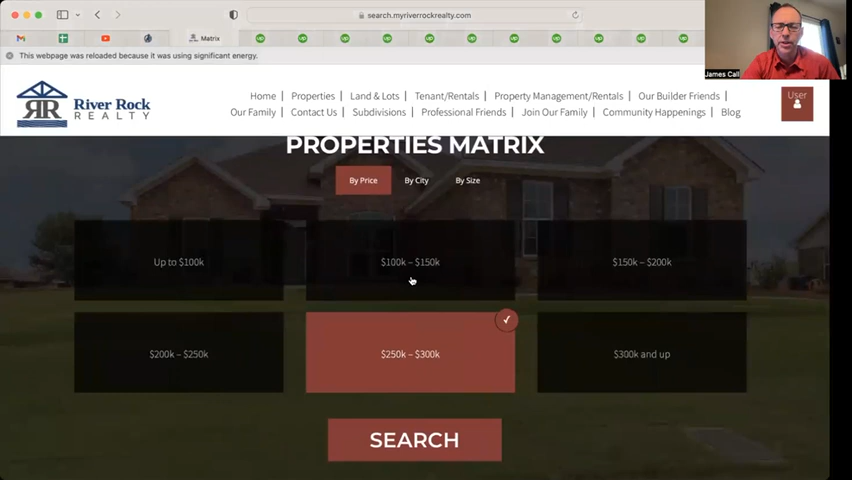 search.myriverrockrealty.com
Matrix
This webpage was reloaded because it was using significant energy.
James Call
River Rock
REALTY
RR
Home | Properties | Land & Lots | Tenant/Rentals | Property Management/Rentals | Our Builder Friends |
Our Family | Contact Us | Subdivisions | Professional Friends | Join Our Family | Community Happenings | Blog
User
PROPERTIES MATRIX
By Price By City By Size
Up to $100k $100k – $150k $150k – $200k
$200k – $250k $250k – $300k $300k and up
SEARCH